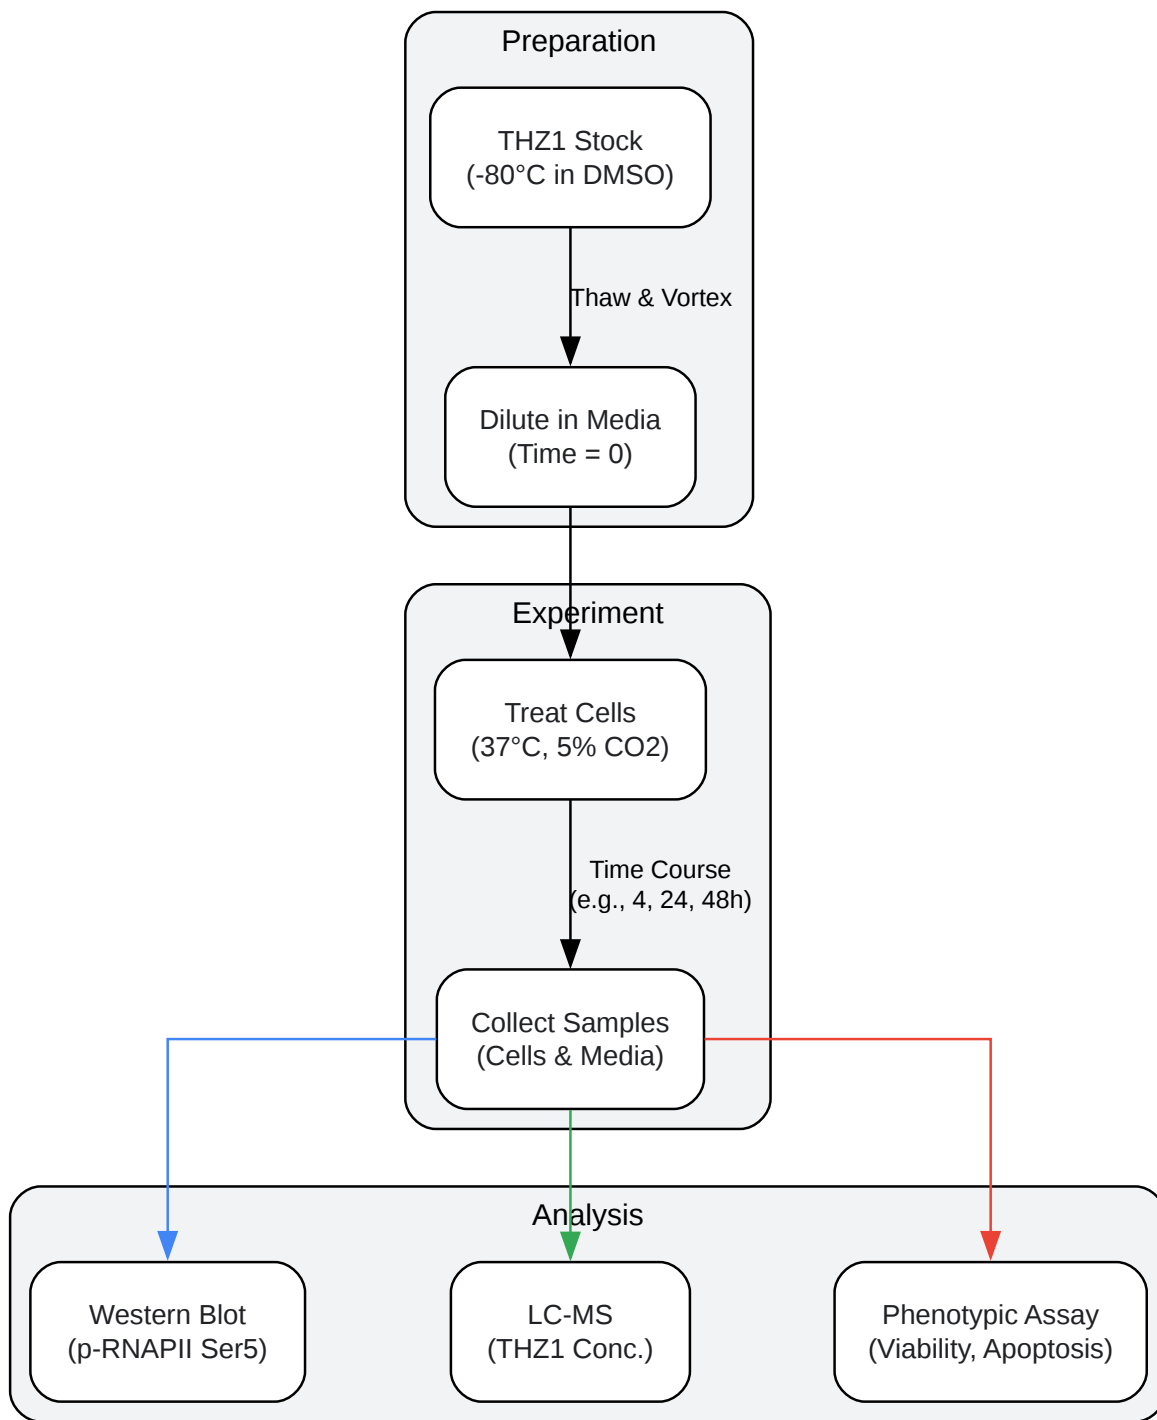 Preparation
THZ1 Stock
(-80°C in DMSO)
Thaw & Vortex
Dilute in Media
(Time = 0)
Experiment
Treat Cells
(37°C, 5% CO2)
Time Course
(e.g., 4, 24, 48h)
Collect Samples
(Cells & Media)
Analysis
Western Blot
(p-RNAPII Ser5)
LC-MS
(THZ1 Conc.)
Phenotypic Assay
(Viability, Apoptosis)